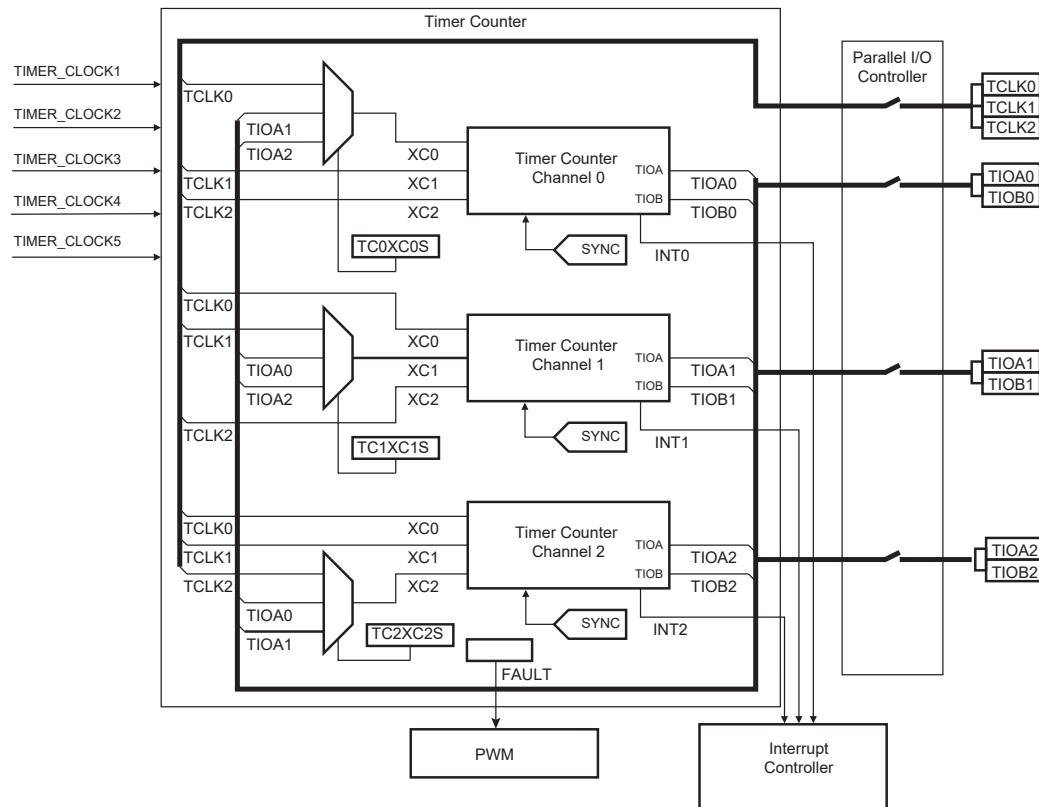 Timer Counter
Parallel I/O
Controller
TIMER_CLOCK1
TIMER_CLOCK2
TIMER_CLOCK3
TIMER_CLOCK4
TIMER_CLOCK5
TCLK0
TIOA1
TIOA2
TCLK1
TCLK2
XC0
XC1
XC2
Timer Counter
Channel 0
TIOA
TIOB
TIOA0
TIOB0
TC0XC0S
SYNC
INT0
TCLK0
TCLK1
TCLK2
TIOA0
TIOB0
TCLK0
TCLK1
TIOA0
TIOA2
TCLK2
XC0
XC1
XC2
Timer Counter
Channel 1
TIOA
TIOB
TIOA1
TIOB1
TC1XC1S
SYNC
INT1
TIOA1
TIOB1
TCLK0
TCLK1
TCLK2
TIOA0
TIOA1
XC0
XC1
XC2
Timer Counter
Channel 2
TIOA
TIOB
TIOA2
TIOB2
TC2XC2S
SYNC
INT2
TIOA2
TIOB2
FAULT
PWM
Interrupt
Controller